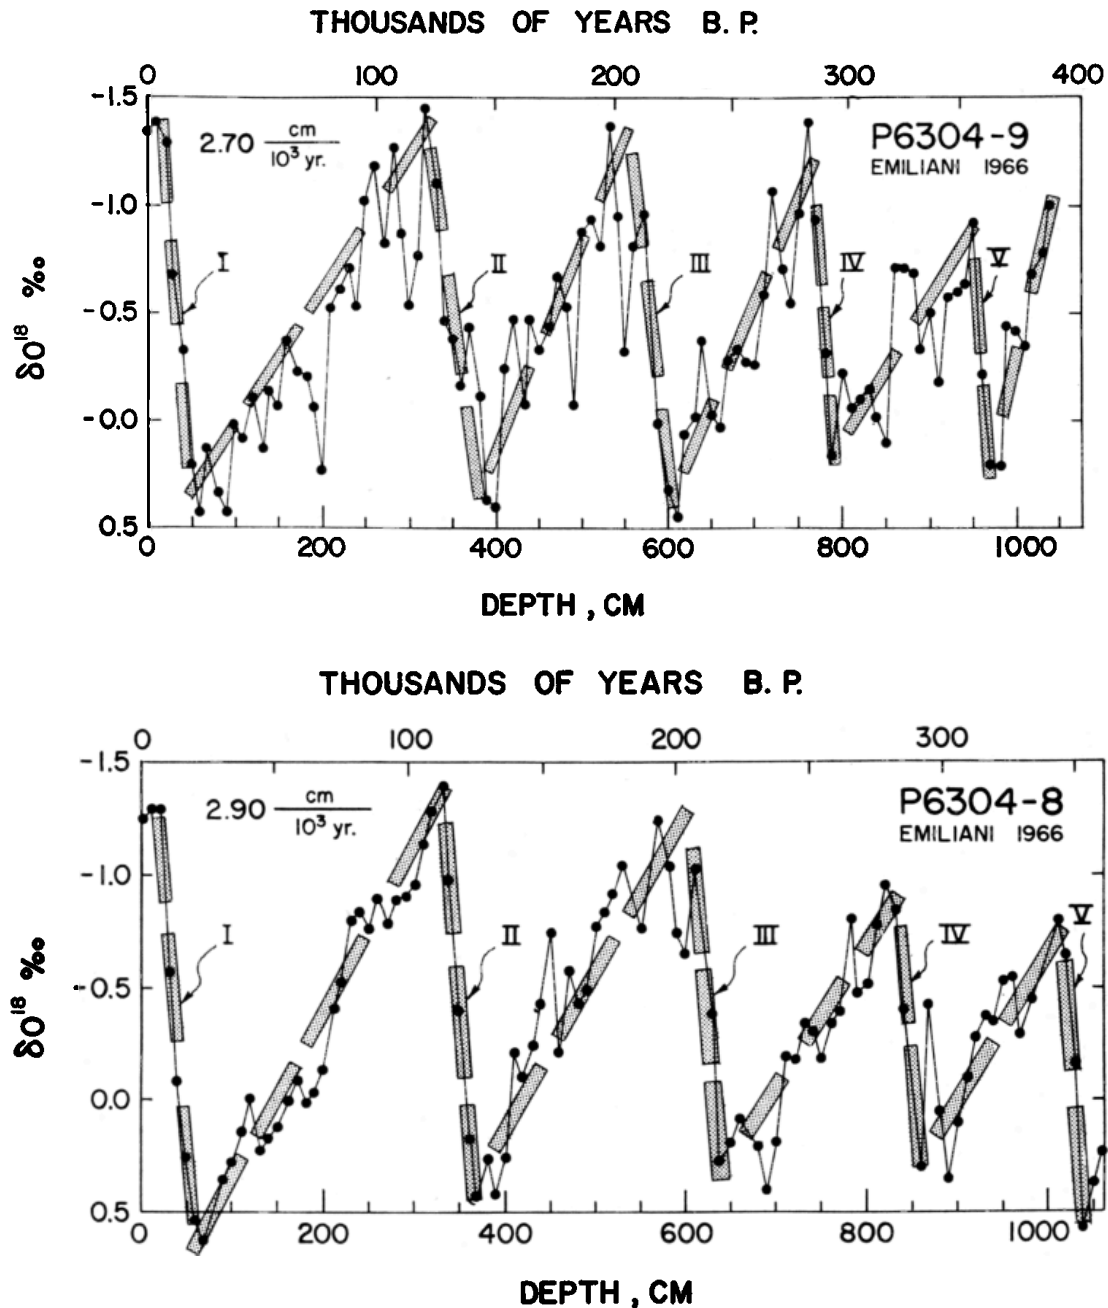 THOUSANDS OF YEARS B.P.
0 100 200 300 400
-1.5
2.70 cm
10³ yr.
P6304-9
EMILIANI 1966
-1.0
I II III IV V
δO¹⁸ ‰
-0.5
-0.0
0.5
0 200 400 600 800 1000
DEPTH, CM
THOUSANDS OF YEARS B.P.
0 100 200 300
-1.5
2.90 cm
10³ yr.
P6304-8
EMILIANI 1966
-1.0
I II III IV V
δO¹⁸ ‰
-0.5
0.0
0.5
0 200 400 600 800 1000
DEPTH, CM